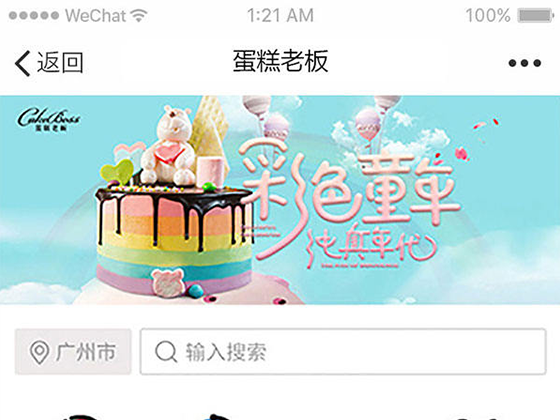 WeChat 1:21 AM 100%
返回 蛋糕老板
CakeBoss
蛋糕老板
彩色童年
纯真年代
广州市 输入搜索